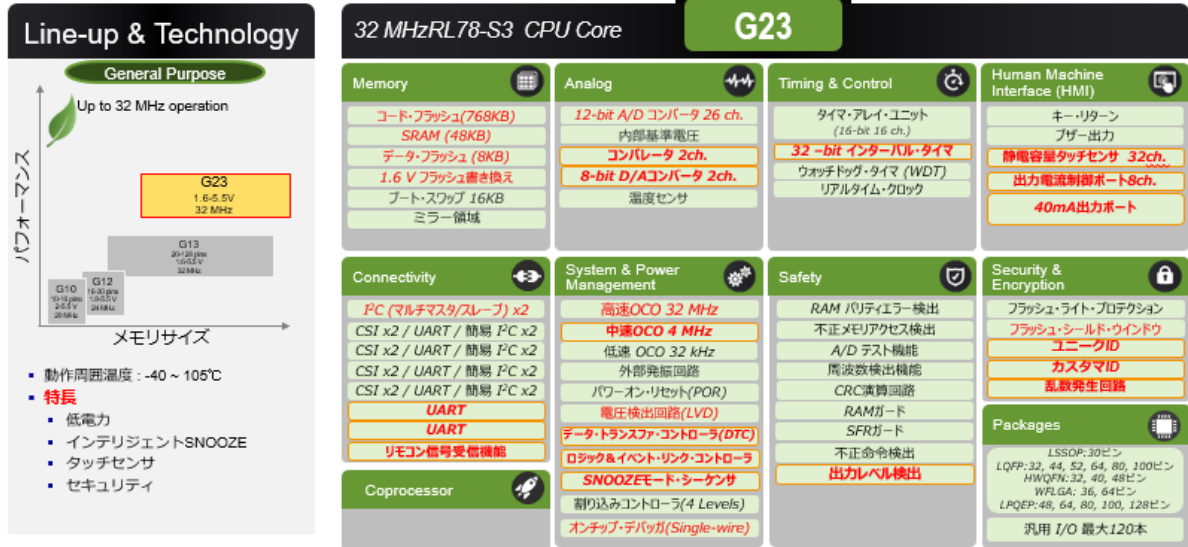 Line-up & Technology
General Purpose
Up to 32 MHz operation
パフォーマンス
G23
1.6-5.5V
32 MHz
G13
20-128 pins
1.6-5.5 V
32 MHz
G12
1.8-5.5 V
24 MHz
G10
10-16 pins
2-5.5 V
20 MHz
メモリサイズ
動作周囲温度 : -40 ~ 105℃
特長
低電力
インテリジェントSNOOZE
タッチセンサ
セキュリティ
32 MHzRL78-S3 CPU Core
G23
Memory
コード・フラッシュ(768KB)
SRAM (48KB)
データ・フラッシュ (8KB)
1.6 V フラッシュ書き換え
ブート・スワップ 16KB
ミラー領域
Analog
12-bit A/D コンバータ 26 ch.
内部基準電圧
コンパレータ 2ch.
8-bit D/Aコンバータ 2ch.
温度センサ
Timing & Control
タイマ・アレイ・ユニット
(16-bit 16 ch.)
32 –bit インターバル・タイマ
ウォッチドッグ・タイマ (WDT)
リアルタイム・クロック
Human Machine
Interface (HMI)
キー・リターン
ブザー出力
静電容量タッチセンサ 32ch.
出力電流制御ポート8ch.
40mA出力ポート
Connectivity
I²C (マルチマスタ/スレーブ) x2
CSI x2 / UART / 簡易 I²C x2
CSI x2 / UART / 簡易 I²C x2
CSI x2 / UART / 簡易 I²C x2
CSI x2 / UART / 簡易 I²C x2
UART
UART
リモコン信号受信機能
Coprocessor
System & Power
Management
高速OCO 32 MHz
中速OCO 4 MHz
低速 OCO 32 kHz
外部発振回路
パワーオン・リセット(POR)
電圧検出回路(LVD)
データ・トランスファ・コントローラ(DTC)
ロジック&イベント・リンク・コントローラ
SNOOZEモード・シーケンサ
割り込みコントローラ(4 Levels)
オンチップ・デバッガ(Single-wire)
Safety
RAM パリティエラー検出
不正メモリアクセス検出
A/D テスト機能
周波数検出機能
CRC演算回路
RAMガード
SFRガード
不正命令検出
出力レベル検出
Security &
Encryption
フラッシュ・ライト・プロテクション
フラッシュ・シールド・ウインドウ
ユニークID
カスタマID
乱数発生回路
Packages
LSSOP:30ピン
LQFP:32, 44, 52, 64, 80, 100ピン
HWQFN:32, 40, 48ピン
WFLGA: 36, 64ピン
LPQEP:48, 64, 80, 100, 128ピン
汎用 I/O 最大120本